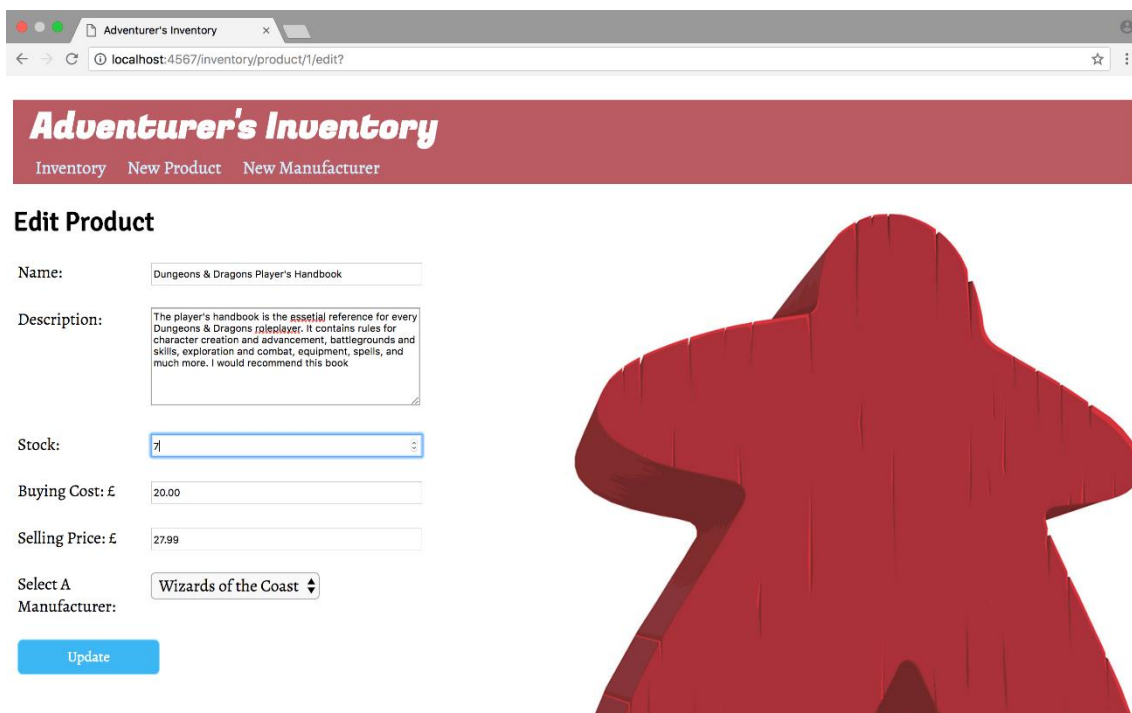 Adventurer's Inventory
localhost:4567/inventory/product/1/edit?
Adventurer's Inventory
Inventory New Product New Manufacturer
Edit Product
Name: Dungeons & Dragons Player's Handbook
Description: The player's handbook is the essetial reference for every
Dungeons & Dragons roleplayer. It contains rules for
character creation and advancement, battlegrounds and
skills, exploration and combat, equipment, spells, and
much more. I would recommend this book
Stock: 7
Buying Cost: £ 20.00
Selling Price: £ 27.99
Select A
Manufacturer: Wizards of the Coast
Update